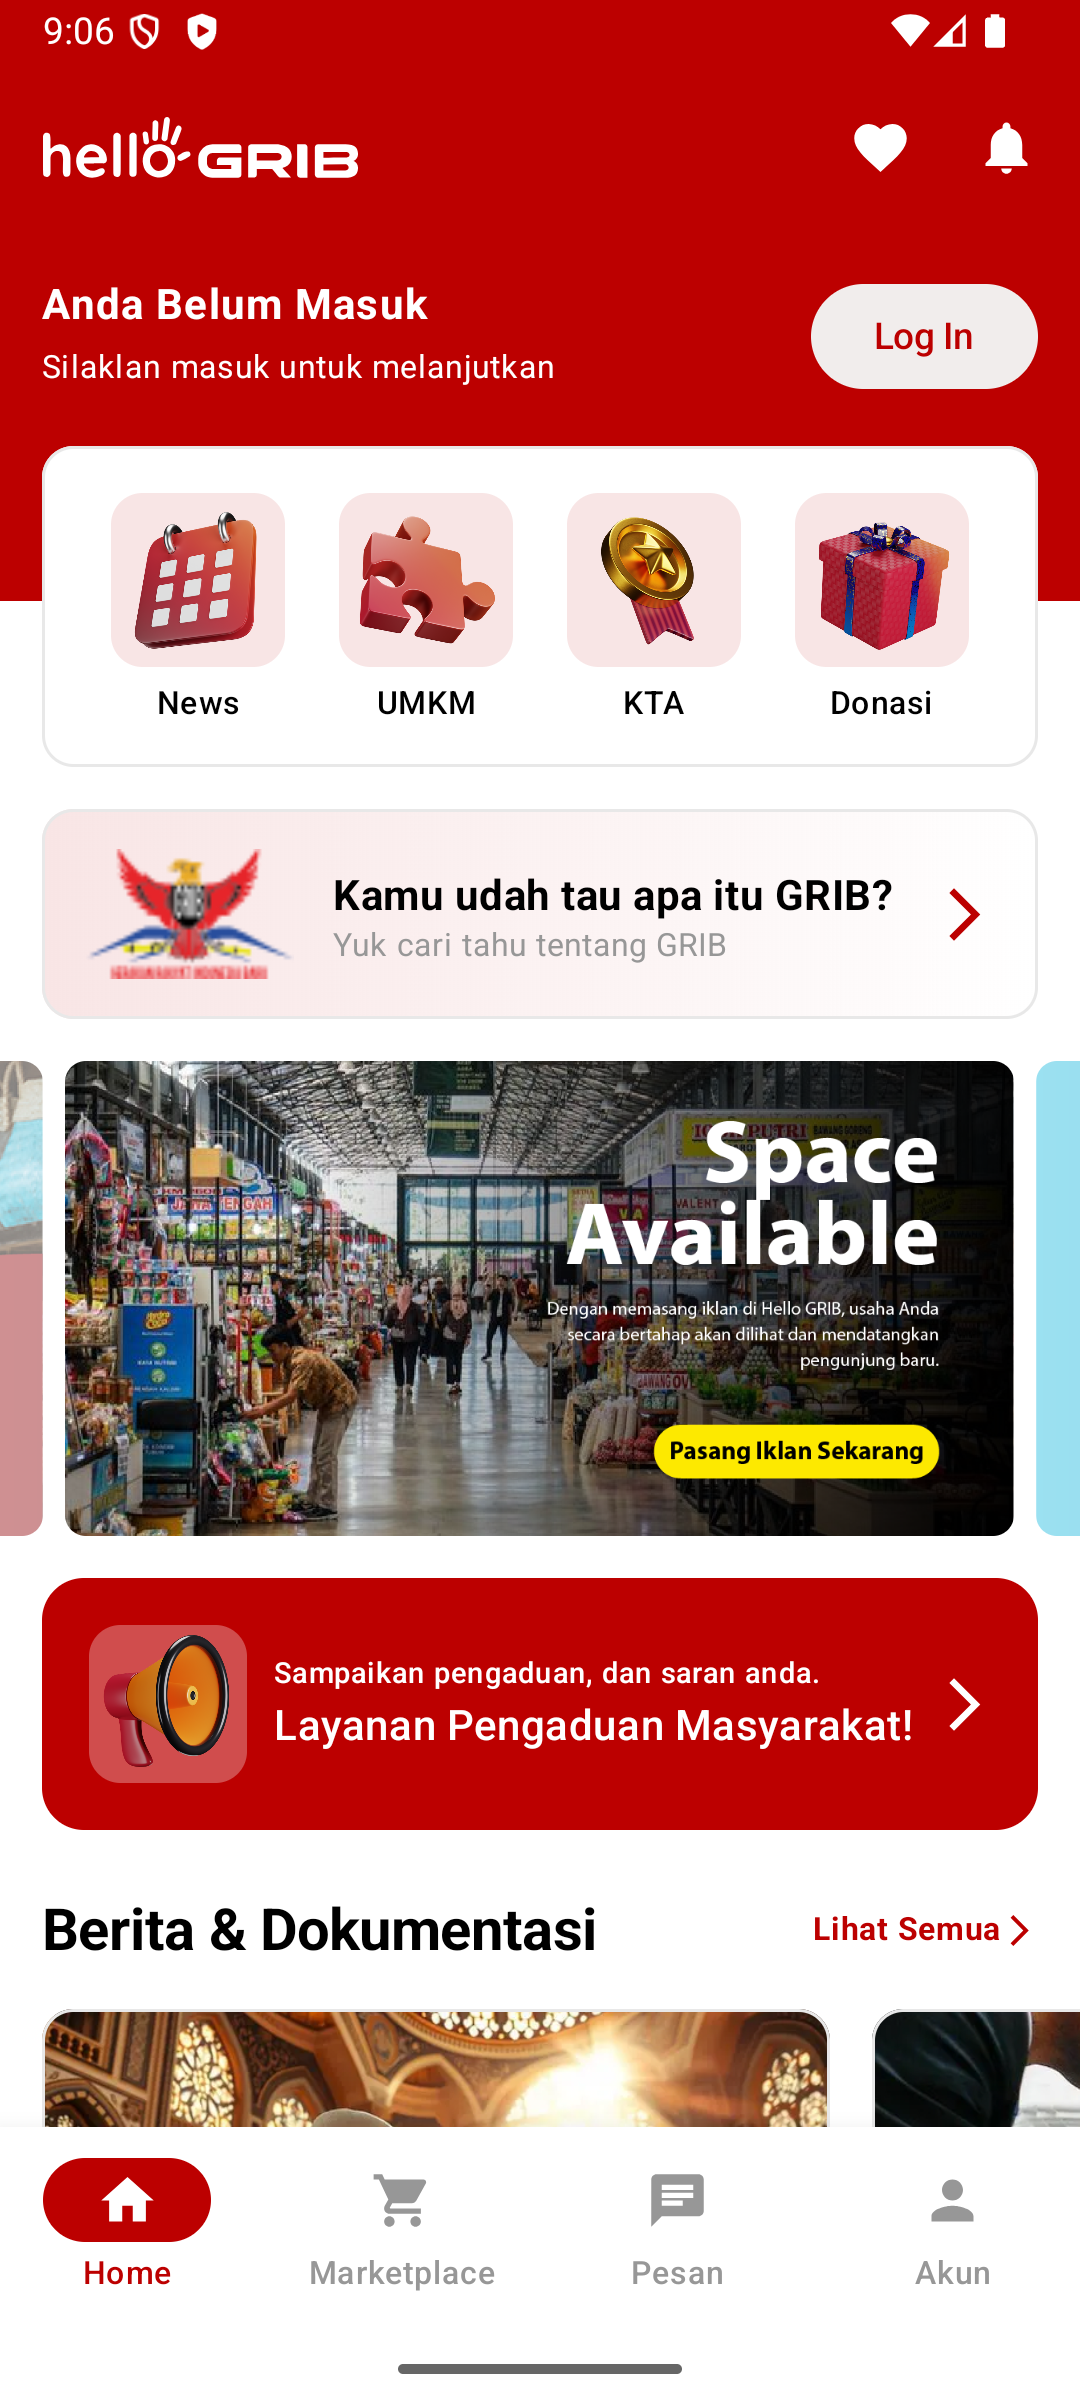 9:06
hello GRIB
Anda Belum Masuk
Silaklan masuk untuk melanjutkan
Log In
News
UMKM
KTA
Donasi
Kamu udah tau apa itu GRIB?
Yuk cari tahu tentang GRIB
Space
Available
Dengan memasang iklan di Hello GRIB, usaha Anda
secara bertahap akan dilihat dan mendatangkan
pengunjung baru.
Pasang Iklan Sekarang
Sampaikan pengaduan, dan saran anda.
Layanan Pengaduan Masyarakat!
Berita & Dokumentasi
Lihat Semua
Home
Marketplace
Pesan
Akun